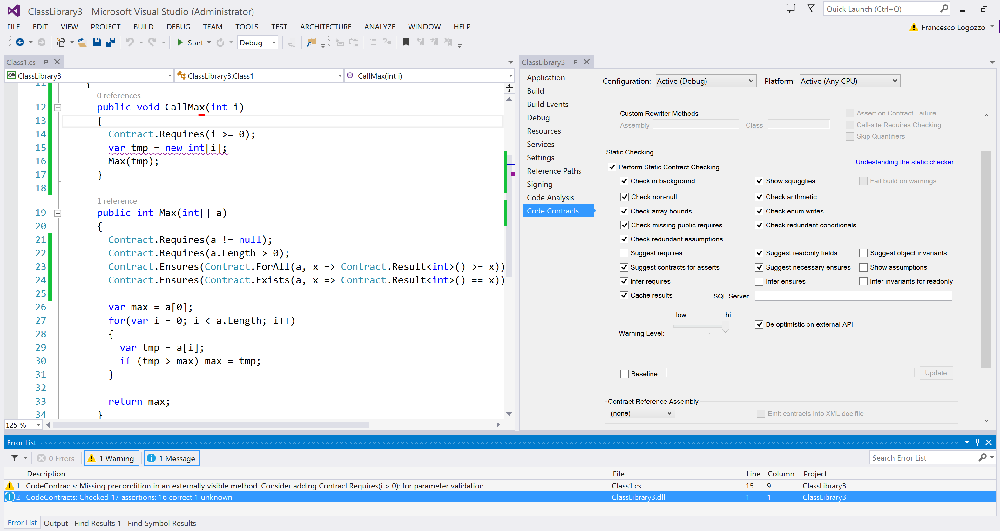 ClassLibrary3 - Microsoft Visual Studio (Administrator)
Quick Launch (Ctrl+Q)
FILE EDIT VIEW PROJECT BUILD DEBUG TEAM TOOLS TEST ARCHITECTURE ANALYZE WINDOW HELP
Francesco Logozzo
Start Debug
Class1.cs
ClassLibrary3 ClassLibrary3.Class1 CallMax(int i)
11 {
0 references
12 public void CallMax(int i)
13 {
14 Contract.Requires(i >= 0);
15 var tmp = new int[i];
16 Max(tmp);
17 }
18
1 reference
19 public int Max(int[] a)
20 {
21 Contract.Requires(a != null);
22 Contract.Requires(a.Length > 0);
23 Contract.Ensures(Contract.ForAll(a, x => Contract.Result<int>() >= x))
24 Contract.Ensures(Contract.Exists(a, x => Contract.Result<int>() == x))
25
26 var max = a[0];
27 for(var i = 0; i < a.Length; i++)
28 {
29 var tmp = a[i];
30 if (tmp > max) max = tmp;
31 }
32
33 return max;
34 }
125 %
ClassLibrary3
Application
Build
Build Events
Debug
Resources
Services
Settings
Reference Paths
Signing
Code Analysis
Code Contracts
Configuration: Active (Debug) Platform: Active (Any CPU)
Custom Rewriter Methods Assert on Contract Failure
Assembly Class Call-site Requires Checking
Skip Quantifiers
Static Checking
Undestanding the static checker
Perform Static Contract Checking
Check in background Show squigglies Fail build on warnings
Check non-null Check arithmetic
Check array bounds Check enum writes
Check missing public requires Check redundant conditionals
Check redundant assumptions
Suggest requires Suggest readonly fields Suggest object invariants
Suggest contracts for asserts Suggest necessary ensures Show assumptions
Infer requires Infer ensures Infer invariants for readonly
Cache results SQL Server
low hi
Be optimistic on external API
Warning Level:
Baseline Update
Contract Reference Assembly
(none) Emit contracts into XML doc file
Error List
0 Errors 1 Warning 1 Message Search Error List
Description File Line Column Project
1 CodeContracts: Missing precondition in an externally visible method. Consider adding Contract.Requires(i > 0); for parameter validation Class1.cs 15 9 ClassLibrary3
2 CodeContracts: Checked 17 assertions: 16 correct 1 unknown ClassLibrary3.dll 1 1 ClassLibrary3
Error List Output Find Results 1 Find Symbol Results